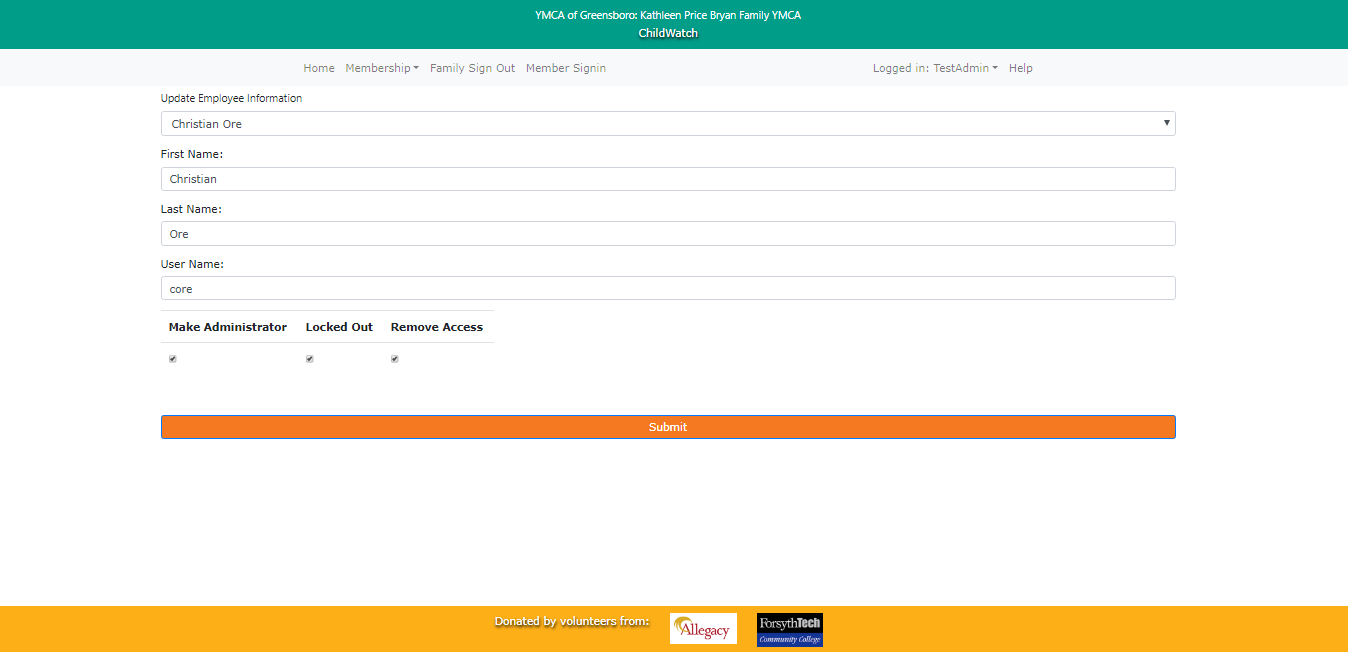 YMCA of Greensboro: Kathleen Price Bryan Family YMCA
ChildWatch
Home Membership Family Sign Out Member Signin Logged in: TestAdmin Help
Update Employee Information
Christian Ore
First Name:
Christian
Last Name:
Ore
User Name:
core
Make Administrator Locked Out Remove Access
Submit
Donated by volunteers from:
Allegacy
ForsythTech
Community College